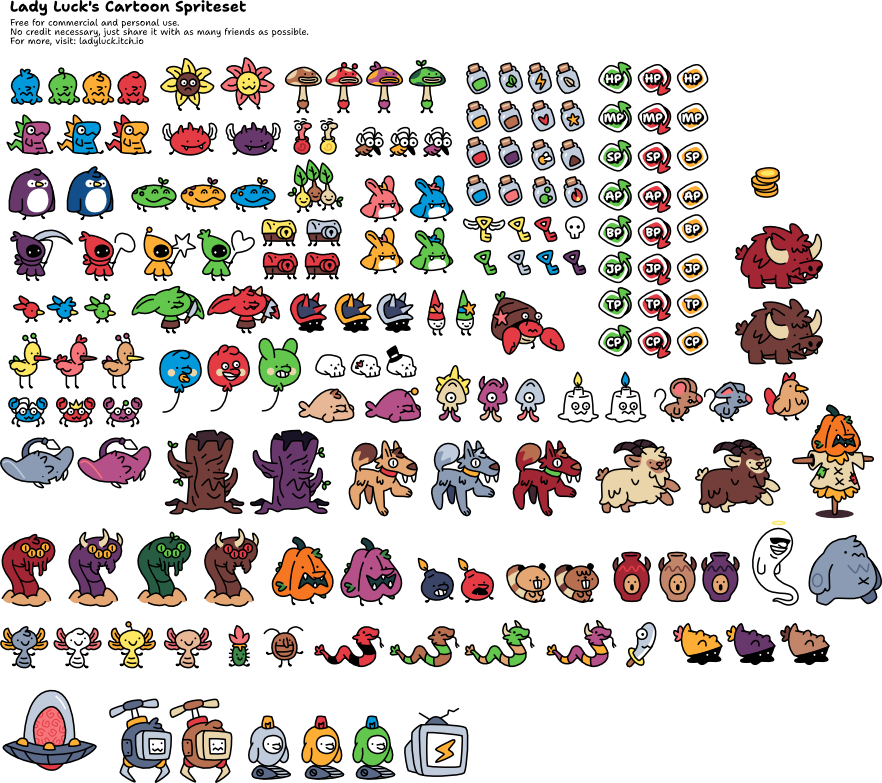 Lady Luck's Cartoon Spriteset
Free for commercial and personal use.
No credit necessary, just share it with as many friends as possible.
For more, visit: ladyluck.itch.io
HP HP HP
MP MP MP
SP SP SP
AP AP AP
BP BP BP
JP JP JP
TP TP TP
CP CP CP
M M M